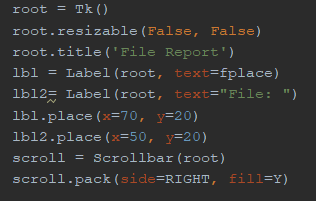 root = Tk()
root.resizable(False, False)
root.title('File Report')
lbl = Label(root, text=fplace)
lbl2= Label(root, text="File: ")
lbl.place(x=70, y=20)
lbl2.place(x=50, y=20)
scroll = Scrollbar(root)
scroll.pack(side=RIGHT, fill=Y)